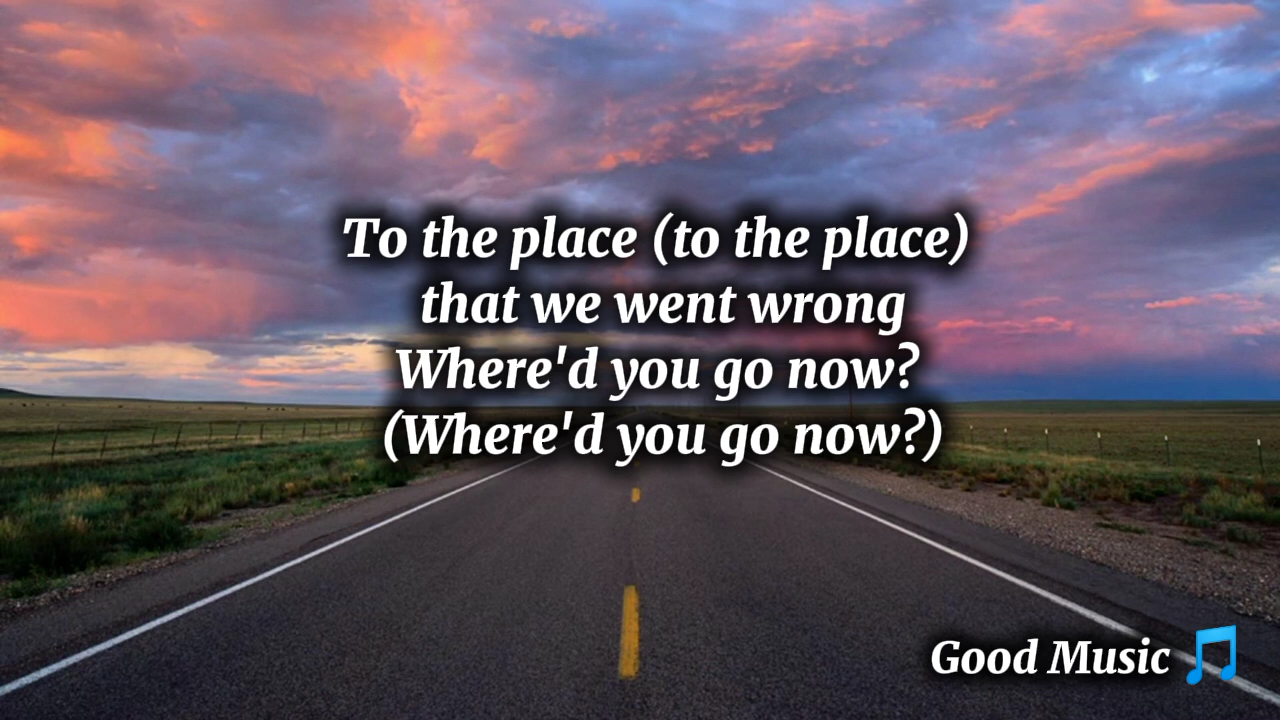 To the place (to the place)
that we went wrong
Where'd you go now?
(Where'd you go now?)
Good Music 🎵